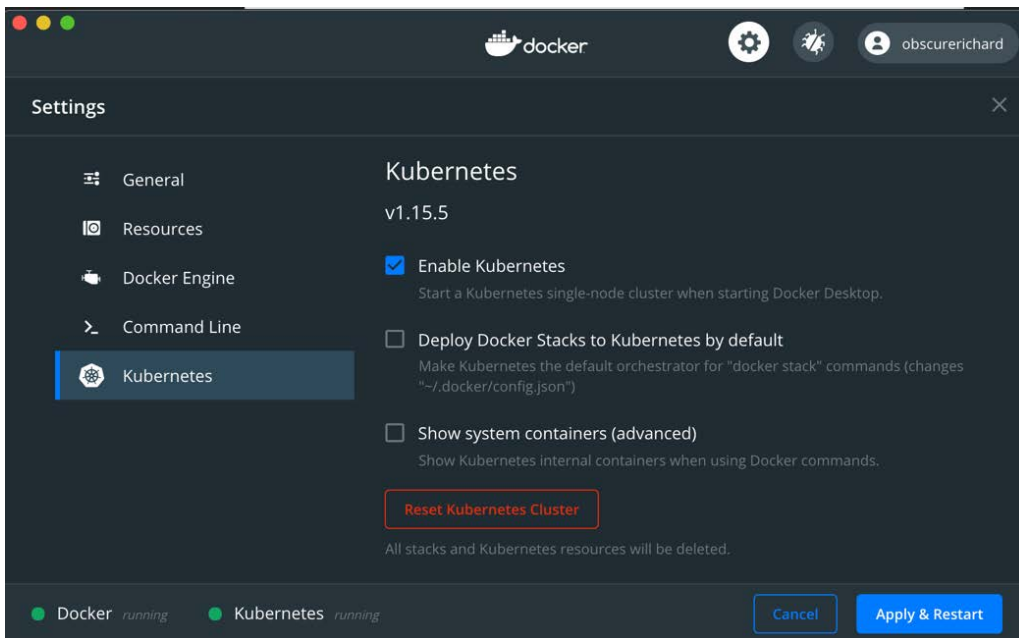 docker
obscurerichard
Settings
General
Resources
Docker Engine
Command Line
Kubernetes
Kubernetes
v1.15.5
Enable Kubernetes
Start a Kubernetes single-node cluster when starting Docker Desktop.
Deploy Docker Stacks to Kubernetes by default
Make Kubernetes the default orchestrator for "docker stack" commands (changes
"~/.docker/config.json")
Show system containers (advanced)
Show Kubernetes internal containers when using Docker commands.
Reset Kubernetes Cluster
All stacks and Kubernetes resources will be deleted.
Docker running
Kubernetes running
Cancel
Apply & Restart